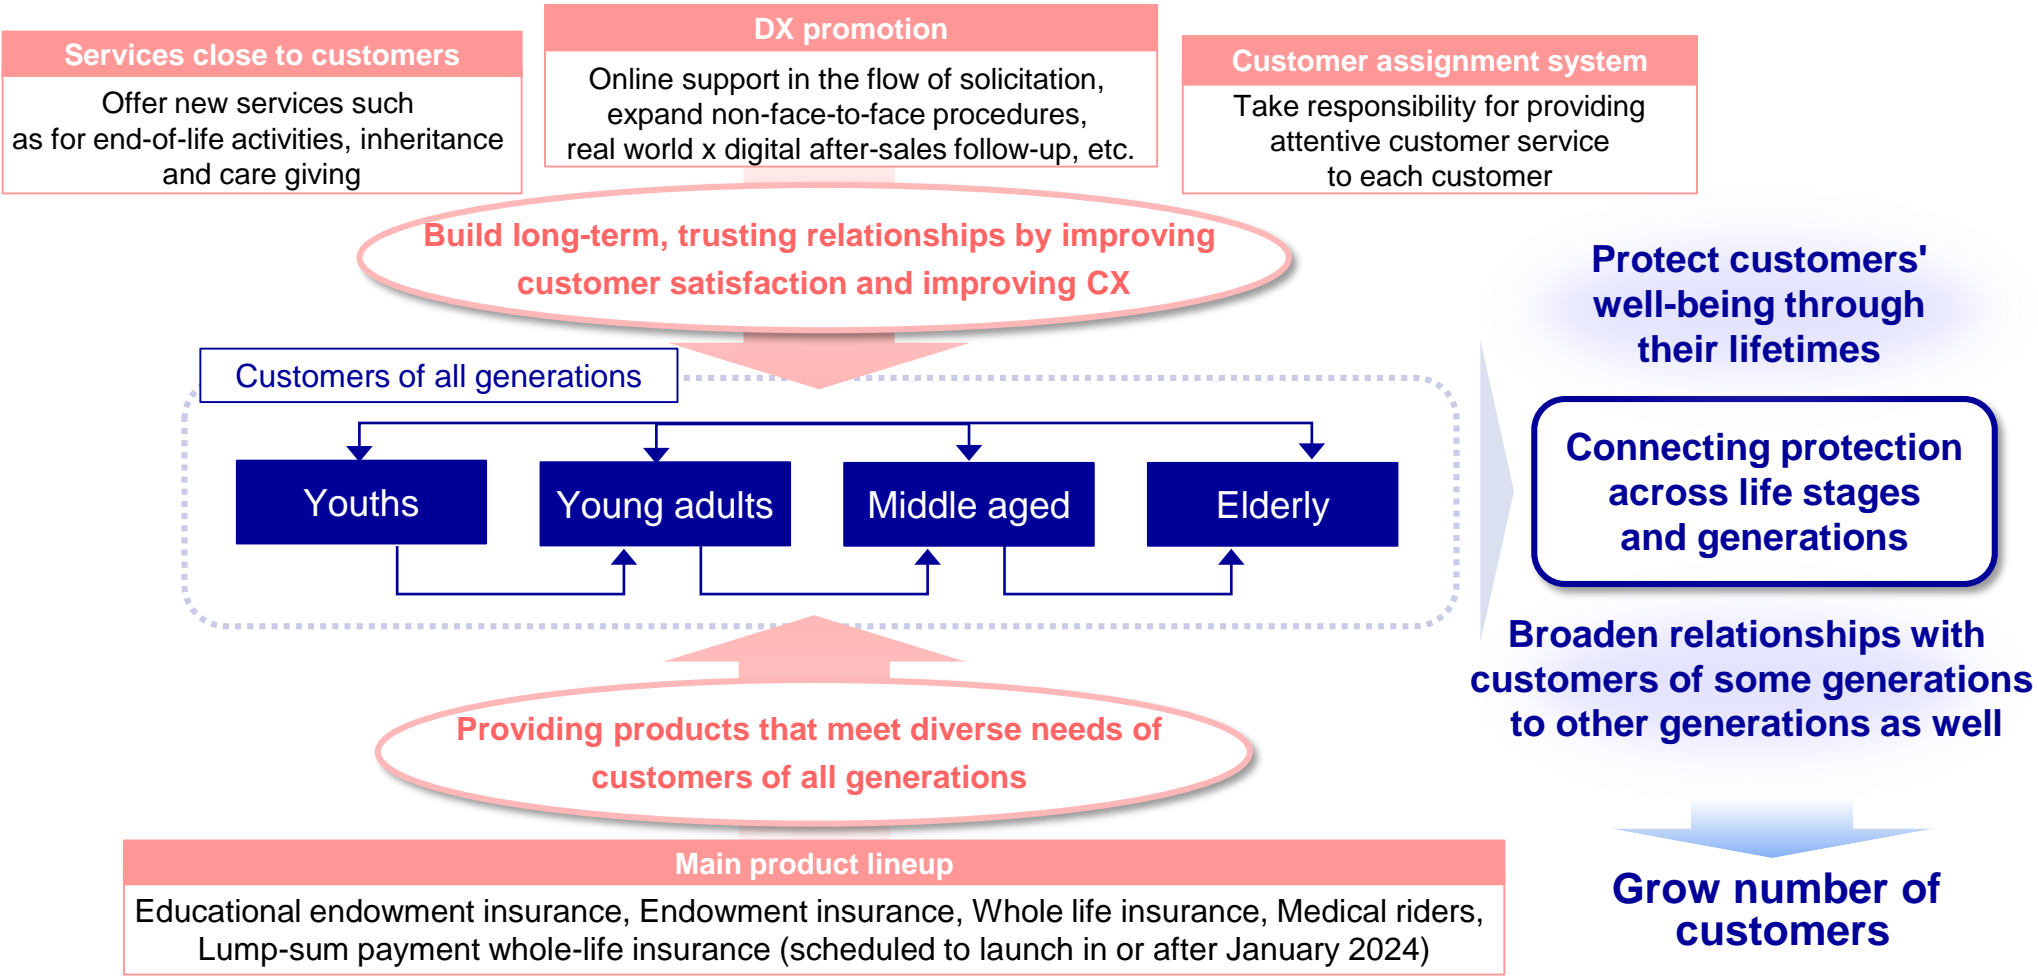 Services close to customers
Offer new services such
as for end-of-life activities, inheritance
and care giving
DX promotion
Online support in the flow of solicitation,
expand non-face-to-face procedures,
real world x digital after-sales follow-up, etc.
Customer assignment system
Take responsibility for providing
attentive customer service
to each customer
Build long-term, trusting relationships by improving
customer satisfaction and improving CX
Customers of all generations
Youths
Young adults
Middle aged
Elderly
Providing products that meet diverse needs of
customers of all generations
Main product lineup
Educational endowment insurance, Endowment insurance, Whole life insurance, Medical riders,
Lump-sum payment whole-life insurance (scheduled to launch in or after January 2024)
Protect customers'
well-being through
their lifetimes
Connecting protection
across life stages
and generations
Broaden relationships with
customers of some generations
to other generations as well
Grow number of
customers